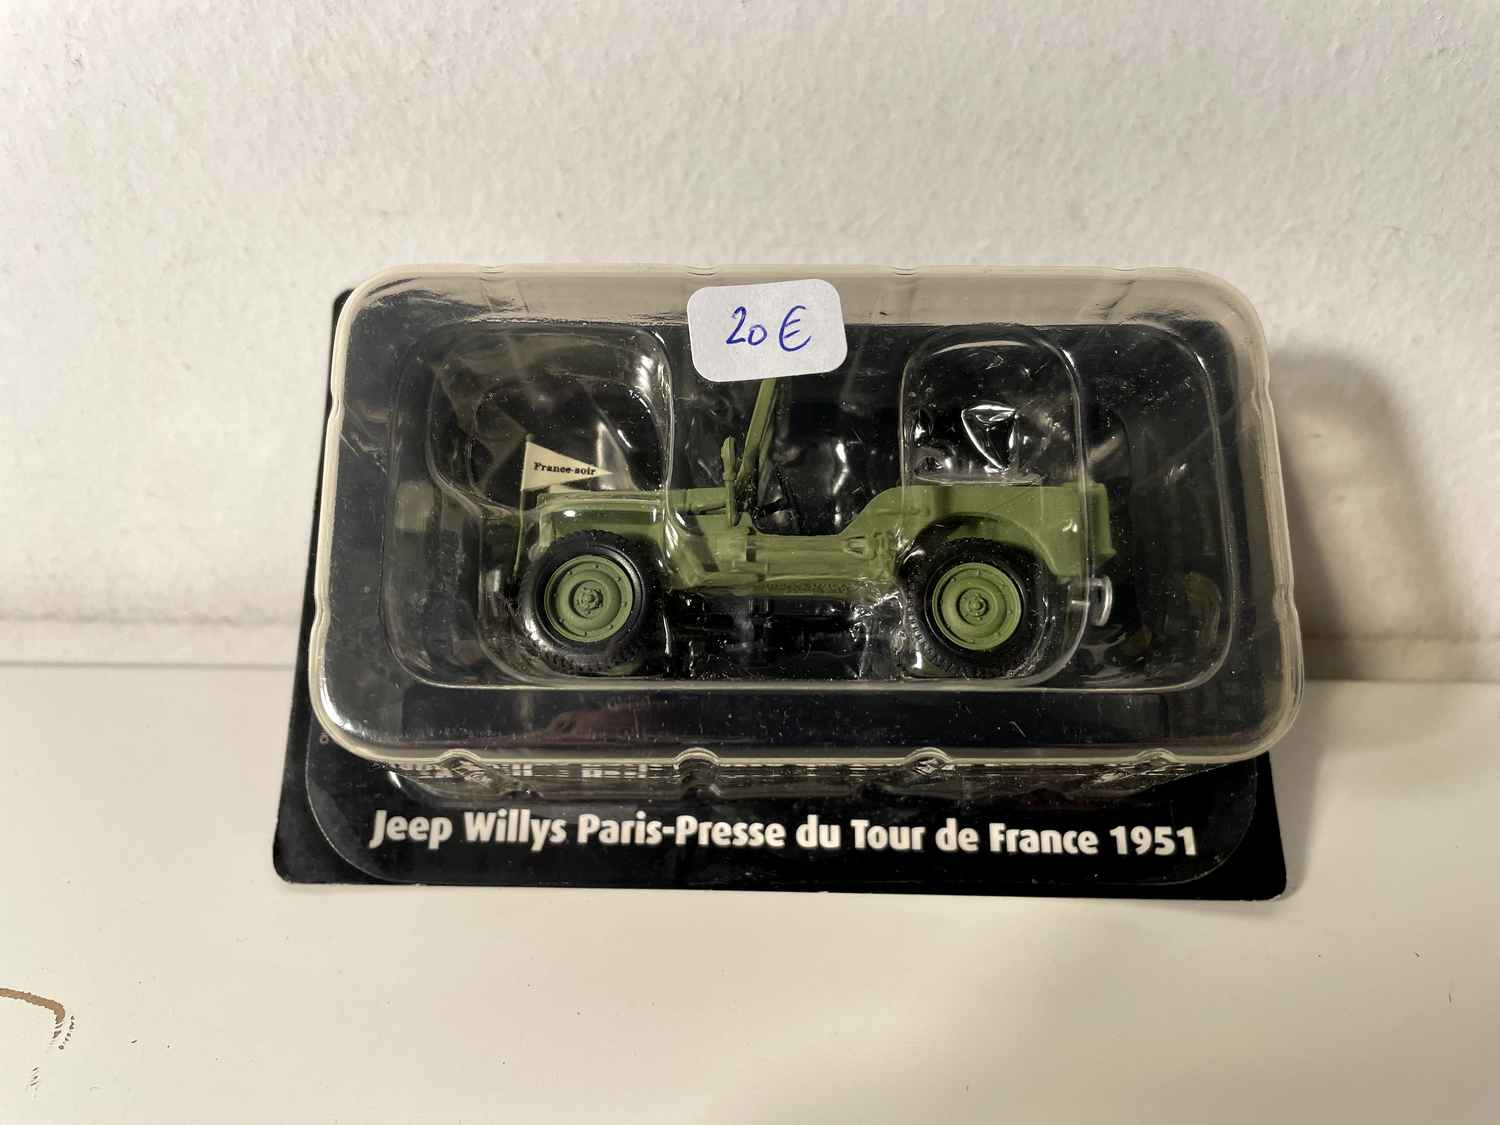 20 €
France-soir
Jeep Willys Paris-Presse du Tour de France 1951